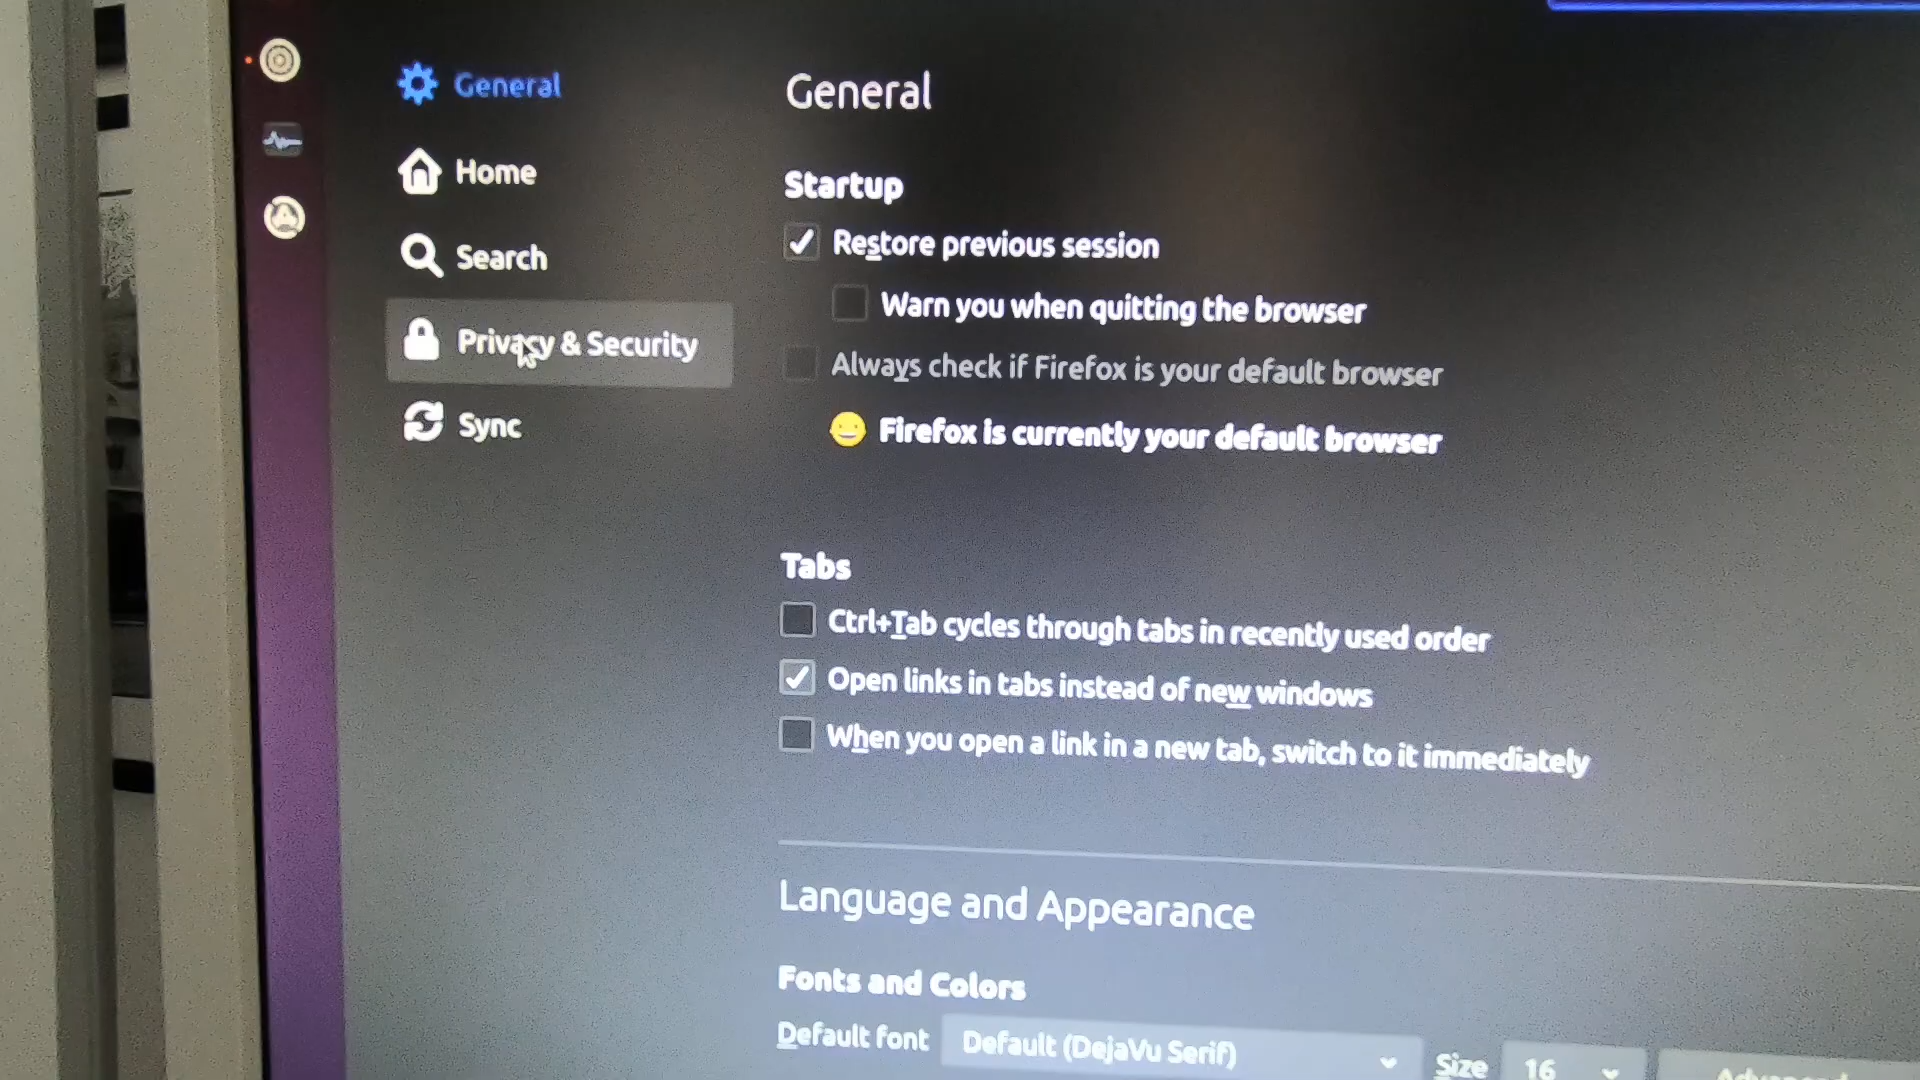 General
Home
Search
Privacy & Security
Sync
General
Startup
Restore previous session
Warn you when quitting the browser
Always check if Firefox is your default browser
Firefox is currently your default browser
Tabs
Ctrl+Tab cycles through tabs in recently used order
Open links in tabs instead of new windows
When you open a link in a new tab, switch to it immediately
Language and Appearance
Fonts and Colors
Default font Default (DejaVu Serif) Size 16